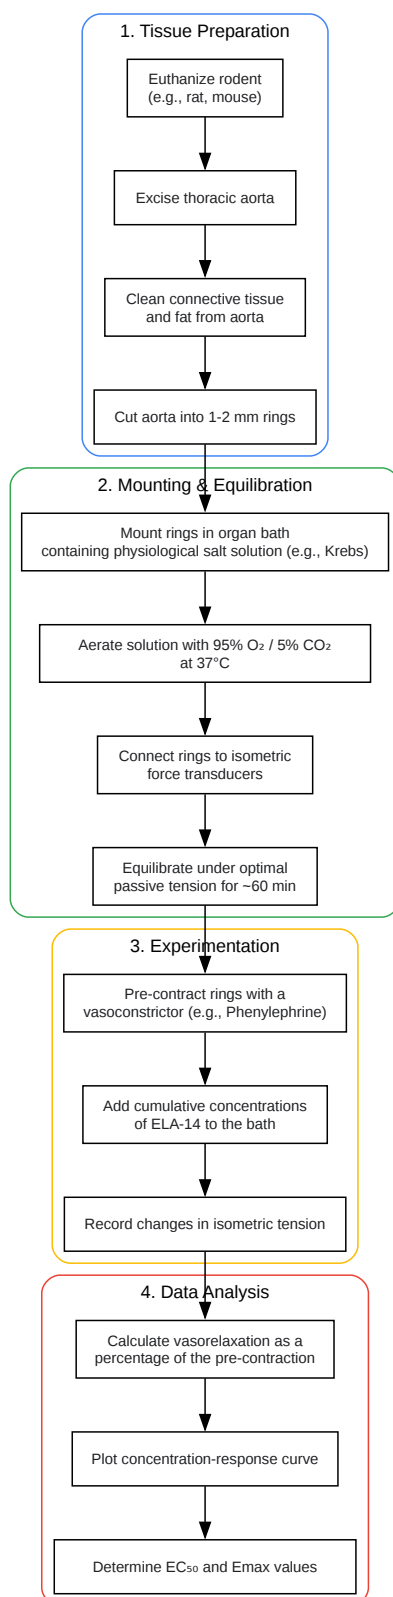 1. Tissue Preparation
Euthanize rodent
(e.g., rat, mouse)
Excise thoracic aorta
Clean connective tissue
and fat from aorta
Cut aorta into 1-2 mm rings
2. Mounting & Equilibration
Mount rings in organ bath
containing physiological salt solution (e.g., Krebs)
Aerate solution with 95% O₂ / 5% CO₂
at 37°C
Connect rings to isometric
force transducers
Equilibrate under optimal
passive tension for ~60 min
3. Experimentation
Pre-contract rings with a
vasoconstrictor (e.g., Phenylephrine)
Add cumulative concentrations
of ELA-14 to the bath
Record changes in isometric tension
4. Data Analysis
Calculate vasorelaxation as a
percentage of the pre-contraction
Plot concentration-response curve
Determine EC₅₀ and Emax values